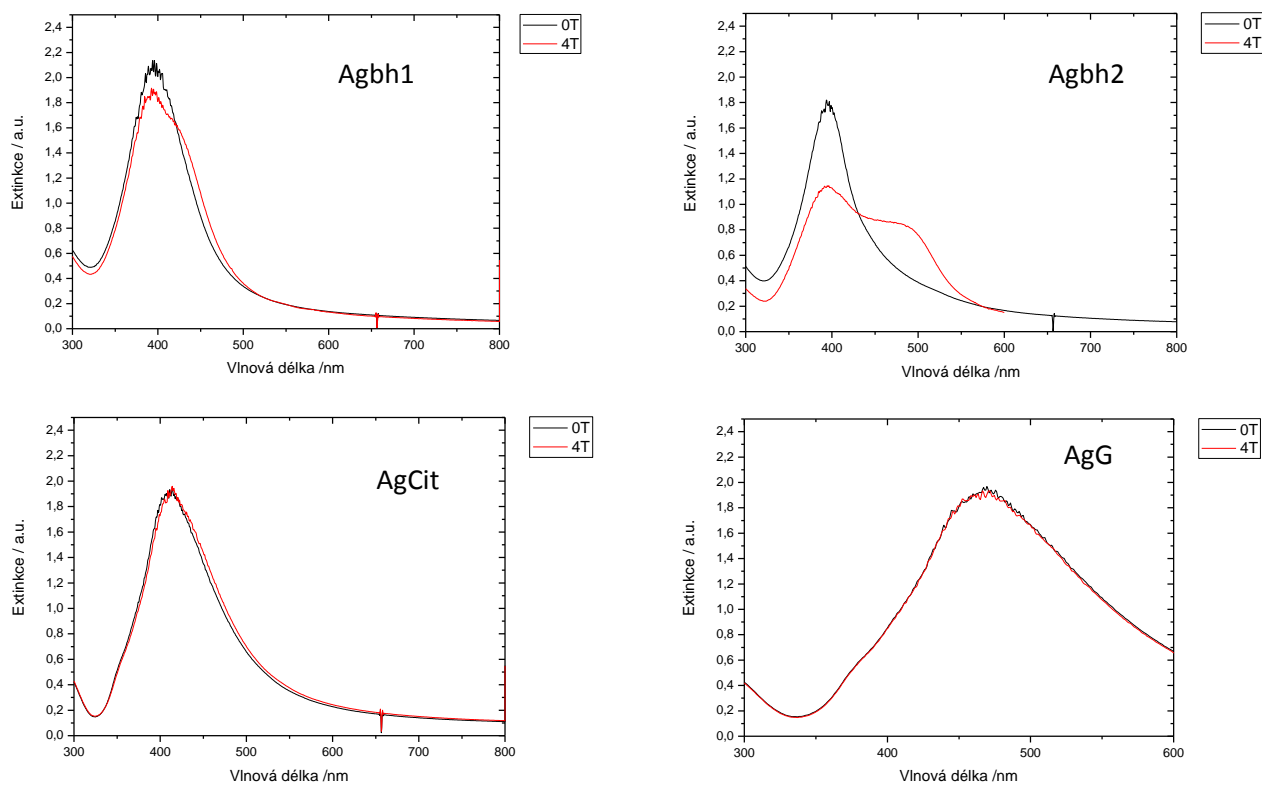 0T
4T
Agbh1
Extinkce / a.u.
2,4
2,2
2,0
1,8
1,6
1,4
1,2
1,0
0,8
0,6
0,4
0,2
0,0
300 400 500 600 700 800
Vlnová délka /nm
0T
4T
Agbh2
Extinkce / a.u.
2,4
2,2
2,0
1,8
1,6
1,4
1,2
1,0
0,8
0,6
0,4
0,2
0,0
300 400 500 600 700 800
Vlnová délka /nm
0T
4T
AgCit
Extinkce / a.u.
2,4
2,2
2,0
1,8
1,6
1,4
1,2
1,0
0,8
0,6
0,4
0,2
0,0
300 400 500 600 700 800
Vlnová délka /nm
0T
4T
AgG
Extinkce / a.u.
2,4
2,2
2,0
1,8
1,6
1,4
1,2
1,0
0,8
0,6
0,4
0,2
0,0
300 400 500 600
Vlnová délka /nm